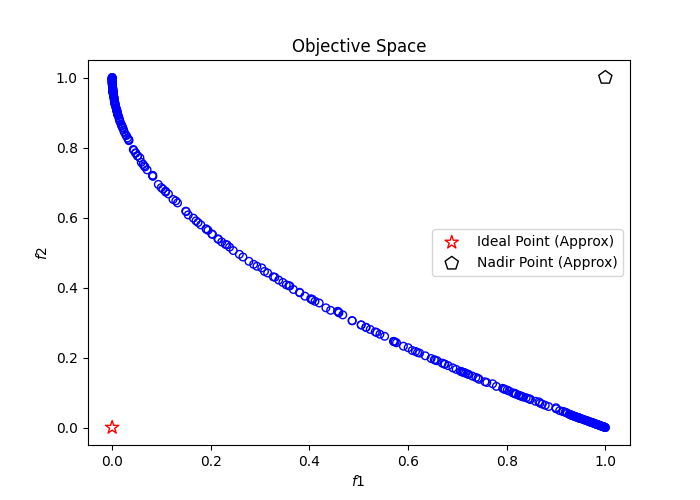 Objective Space
f2
1.0
0.8
0.6
0.4
0.2
0.0
Ideal Point (Approx)
Nadir Point (Approx)
0.0 0.2 0.4 0.6 0.8 1.0
f1